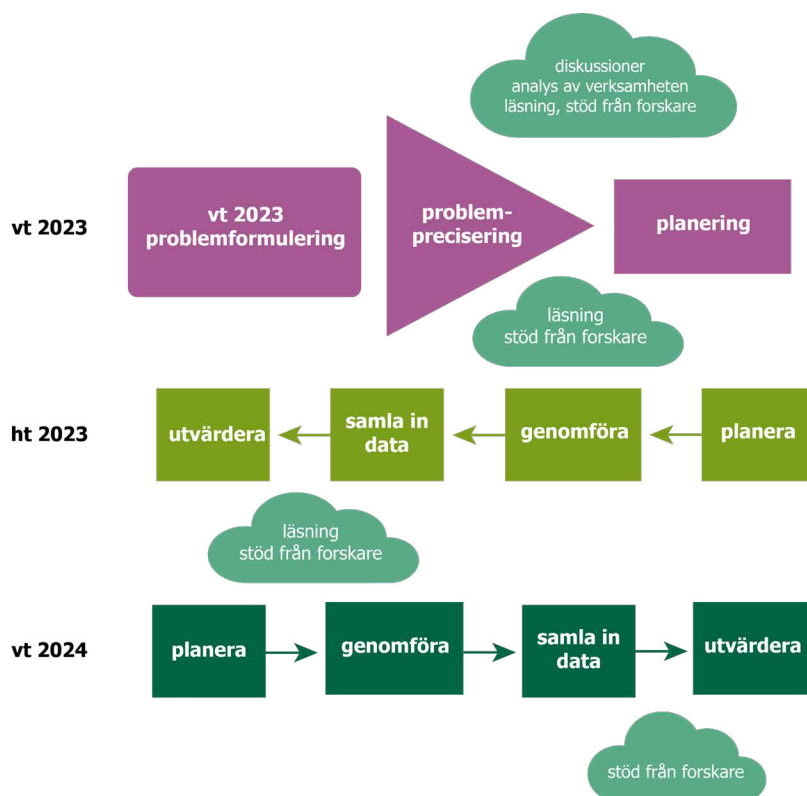 diskussioner
analys av verksamheten
läsning, stöd från forskare
vt 2023
vt 2023
problemformulering
problem-
precisering
planering
läsning
stöd från forskare
ht 2023
utvärdera
samla in
data
genomföra
planera
läsning
stöd från forskare
vt 2024
planera
genomföra
samla in
data
utvärdera
stöd från forskare